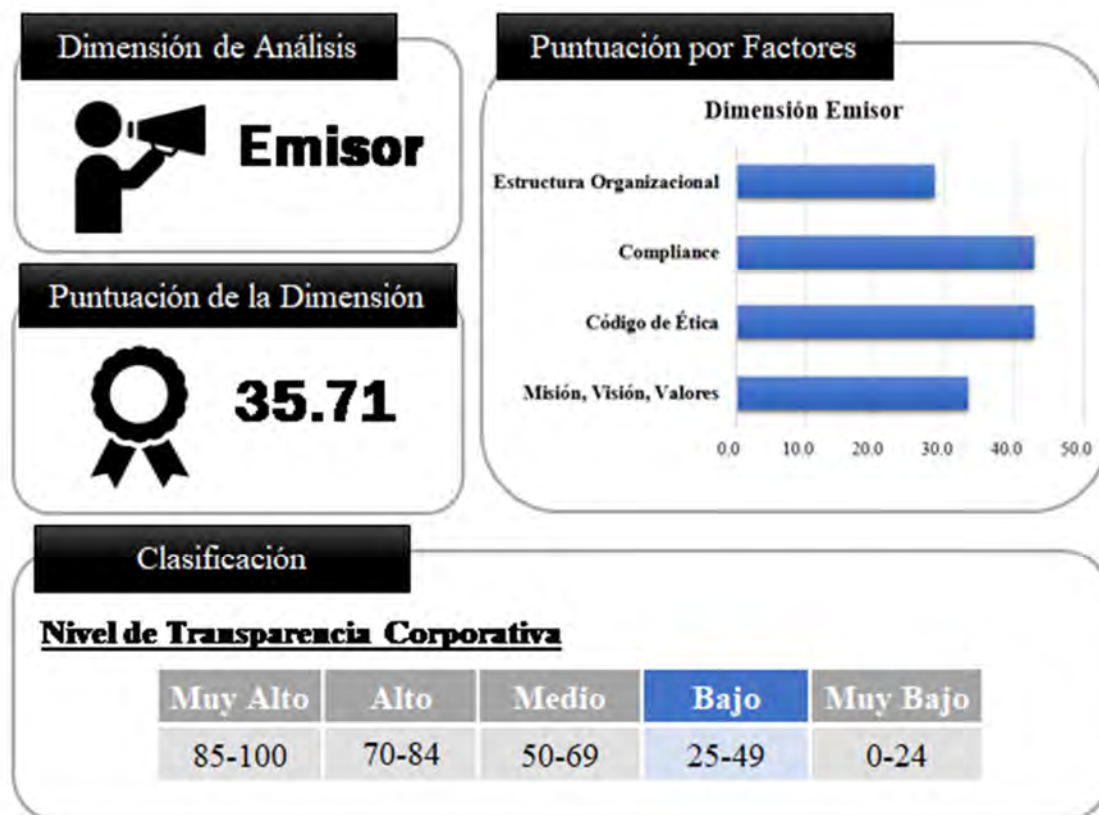 Dimensión de Análisis
Emisor
Puntuación de la Dimensión
35.71
Puntuación por Factores
Dimensión Emisor
Estructura Organizacional
Compliance
Código de Ética
Misión, Visión, Valores
0.0 10.0 20.0 30.0 40.0 50.0
Clasificación
Nivel de Transparencia Corporativa
Muy Alto Alto Medio Bajo Muy Bajo
85-100 70-84 50-69 25-49 0-24